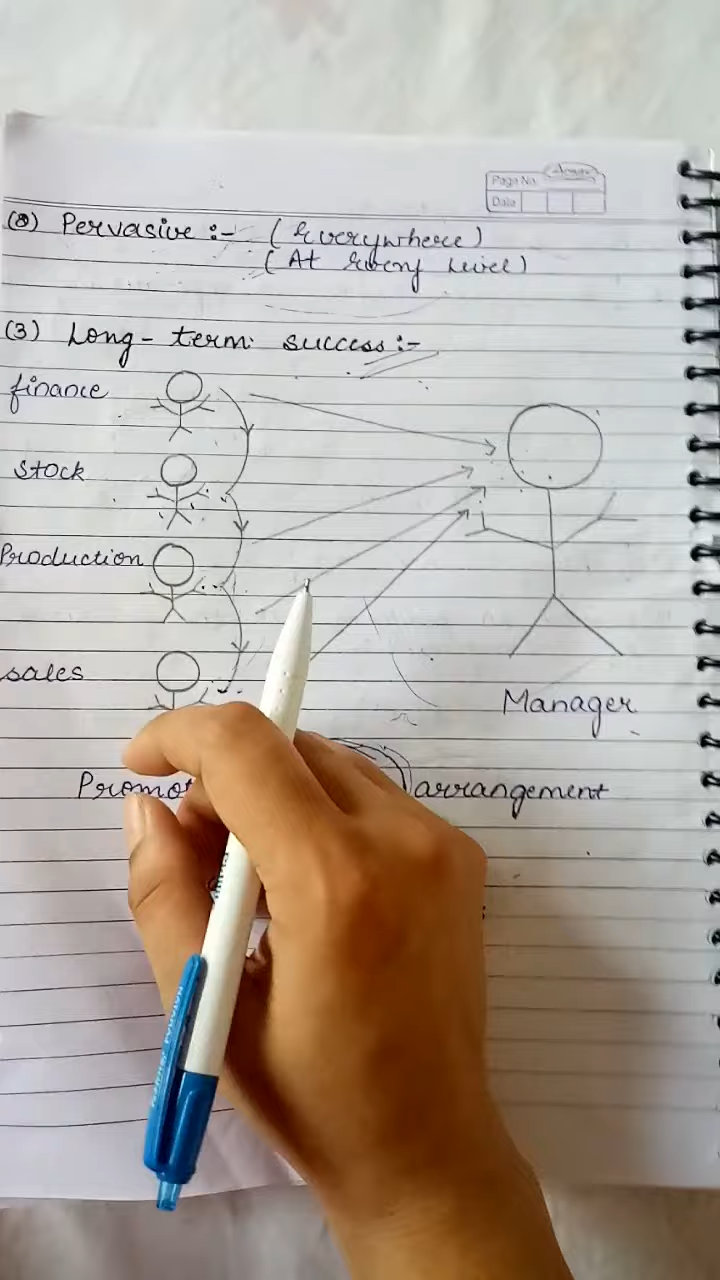 Page No.
Date
(8) Pervasive :- (Everywhere)
(At Every Level)
(3) Long-term success :-
finance
Stock
Production
sales
Manager
arrangement